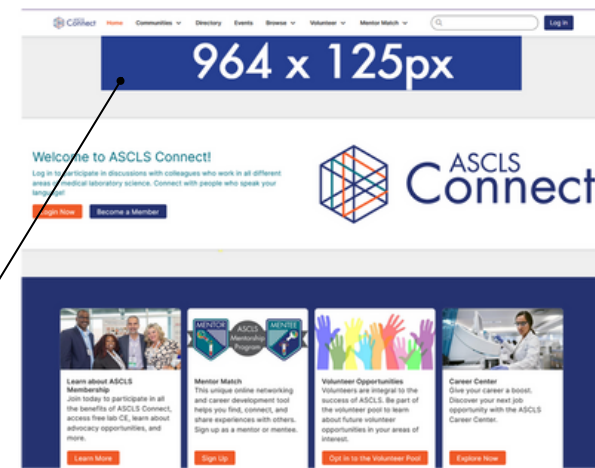 ASCLS
Connect Home Communities Directory Events Browse Volunteer Mentor Match Log in
964 x 125px
Welcome to ASCLS Connect!
Log in to participate in discussions with colleagues who work in all different
areas of medical laboratory science. Connect with people who speak your
language!
Login Now Become a Member
ASCLS
Connect
MENTOR ASCLS Mentorship Program MENTEE
Learn about ASCLS
Membership
Join today to participate in all
the benefits of ASCLS Connect,
access free lab CE, learn about
advocacy opportunities, and
more.
Learn More
Mentor Match
This unique online networking
and career development tool
helps you find, connect, and
share experiences with others.
Sign up as a mentor or mentee.
Sign Up
Volunteer Opportunities
Volunteers are integral to the
success of ASCLS. Be part of
the volunteer pool to learn
about future volunteer
opportunities in your areas of
interest.
Opt in to the Volunteer Pool
Career Center
Give your career a boost.
Discover your next job
opportunity with the ASCLS
Career Center.
Explore Now